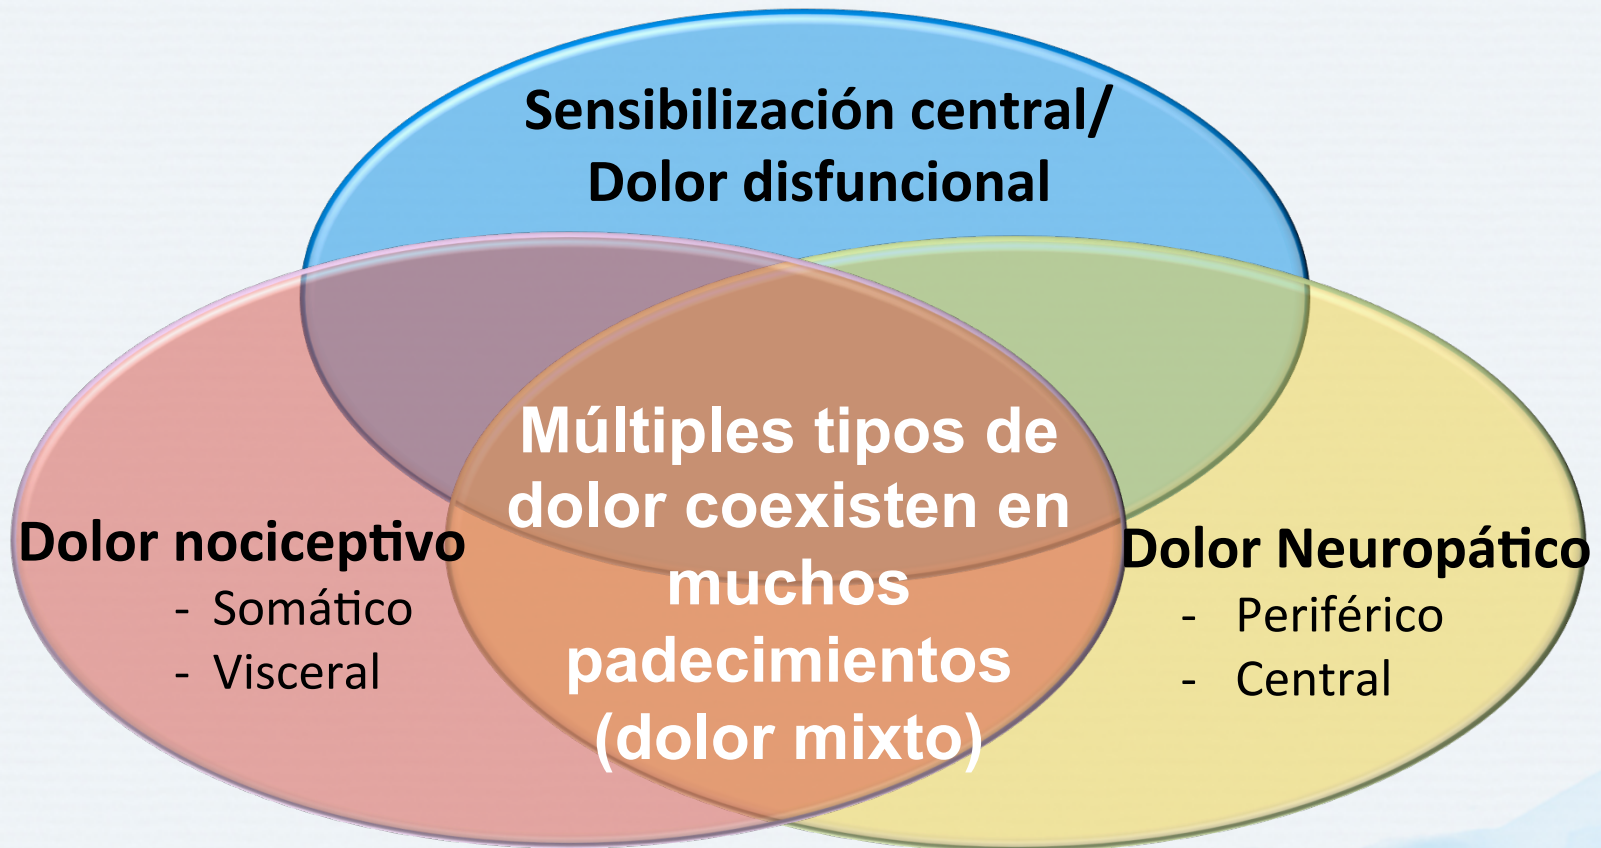 Sensibilización central/
Dolor disfuncional
Múltiples tipos de
dolor coexisten en
muchos
padecimientos
(dolor mixto)
Dolor nociceptivo
- Somático
- Visceral
Dolor Neuropático
- Periférico
- Central